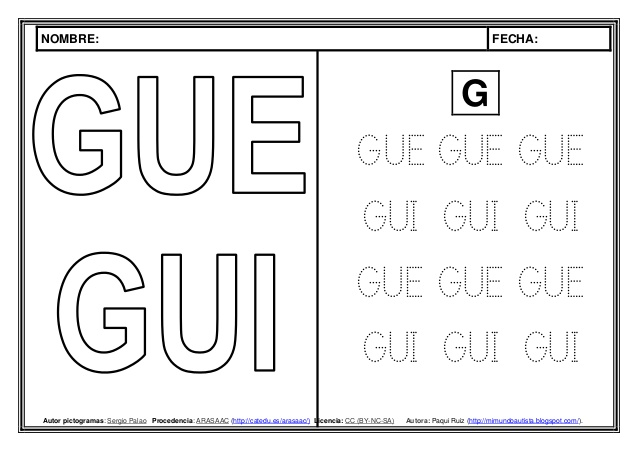 NOMBRE: FECHA:
GUE
GUI
G
GUE GUE GUE
GUI GUI GUI
GUE GUE GUE
GUI GUI GUI
Autor pictogramas: Sergio Palao Procedencia: ARASAAC (http://catedu.es/arasaac/) Licencia: CC (BY-NC-SA) Autora: Paqui Ruiz (http://mimundobautista.blogspot.com/).